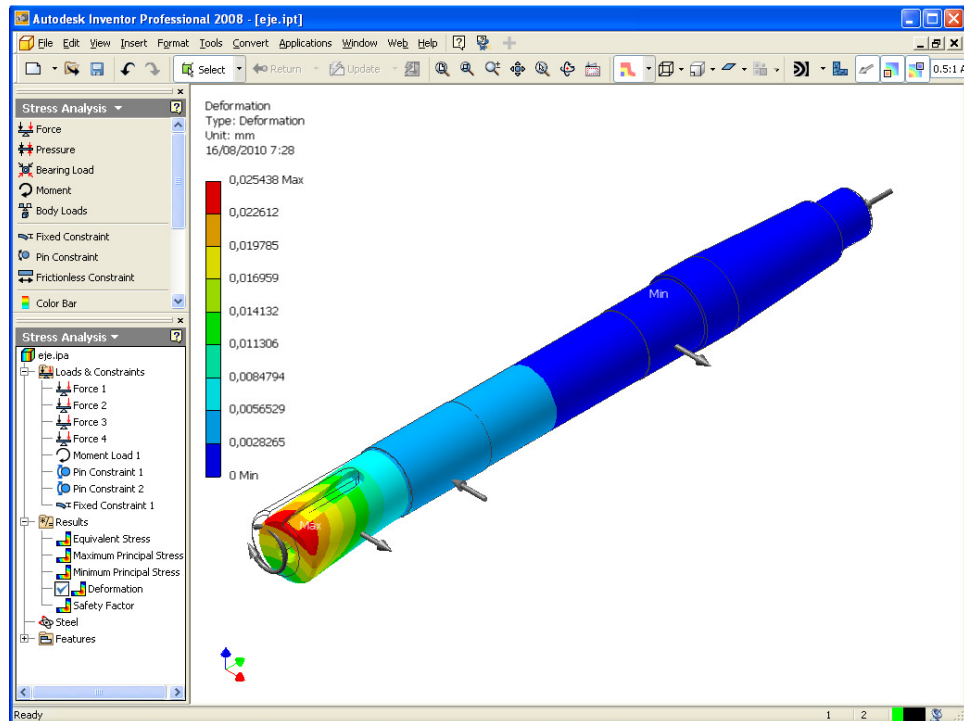 Autodesk Inventor Professional 2008 - [eje.ipt]
File Edit View Insert Format Tools Convert Applications Window Web Help
Select Return Update 0.5:1
Stress Analysis
Force
Pressure
Bearing Load
Moment
Body Loads
Fixed Constraint
Pin Constraint
Frictionless Constraint
Color Bar
Stress Analysis
eje.ipa
Loads & Constraints
Force 1
Force 2
Force 3
Force 4
Moment Load 1
Pin Constraint 1
Pin Constraint 2
Fixed Constraint 1
Results
Equivalent Stress
Maximum Principal Stress
Minimum Principal Stress
Deformation
Safety Factor
Steel
Features
Deformation
Type: Deformation
Unit: mm
16/08/2010 7:28
0,025438 Max
0,022612
0,019785
0,016959
0,014132
0,011306
0,0084794
0,0056529
0,0028265
0 Min
Min
Max
Ready 1 2